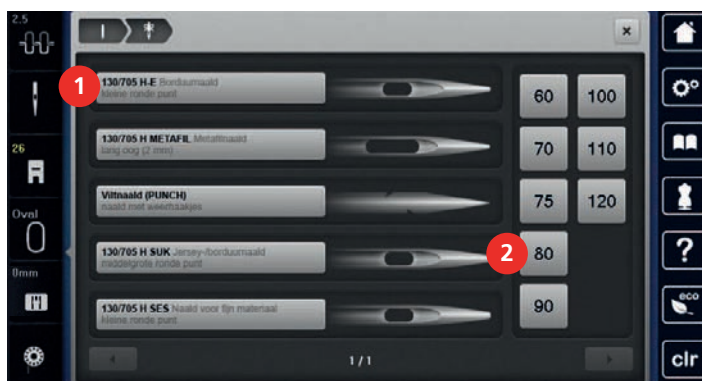 2.5
26
Oval
0mm
1
130/705 H-E Borduurnaald
kleine ronde punt
130/705 H METAFIL Metafilnaald
lang oog (2 mm)
Viltnaald (PUNCH)
naald met weerhaakjes
130/705 H SUK Jersey-/borduurnaald
middelgrote ronde punt
130/705 H SES Naald voor fijn materiaal
kleine ronde punt
60 100
70 110
75 120
2
80
90
1/1
?
eco
clr